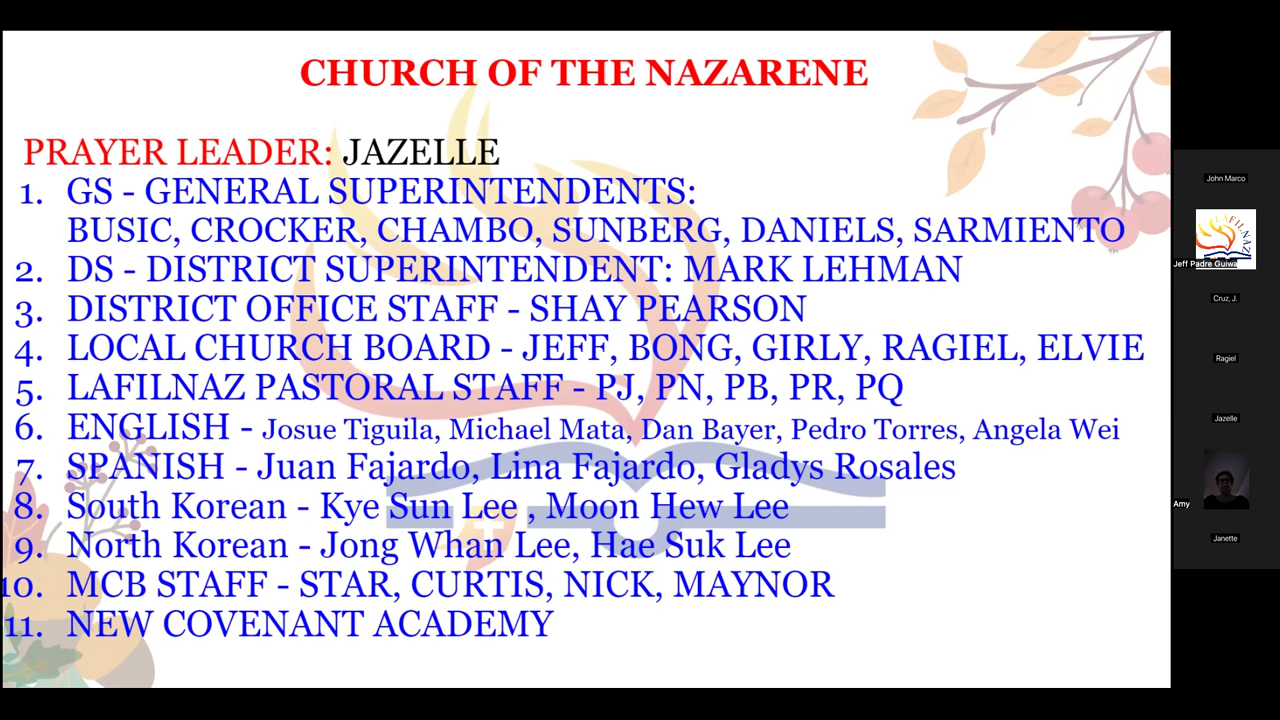 CHURCH OF THE NAZARENE
PRAYER LEADER: JAZELLE
1. GS - GENERAL SUPERINTENDENTS:
BUSIC, CROCKER, CHAMBO, SUNBERG, DANIELS, SARMIENTO
2. DS - DISTRICT SUPERINTENDENT: MARK LEHMAN
3. DISTRICT OFFICE STAFF - SHAY PEARSON
4. LOCAL CHURCH BOARD - JEFF, BONG, GIRLY, RAGIEL, ELVIE
5. LAFILNAZ PASTORAL STAFF - PJ, PN, PB, PR, PQ
6. ENGLISH - Josue Tiguila, Michael Mata, Dan Bayer, Pedro Torres, Angela Wei
7. SPANISH - Juan Fajardo, Lina Fajardo, Gladys Rosales
8. South Korean - Kye Sun Lee , Moon Hew Lee
9. North Korean - Jong Whan Lee, Hae Suk Lee
10. MCB STAFF - STAR, CURTIS, NICK, MAYNOR
11. NEW COVENANT ACADEMY
John Marco
LAFILNAZ
Jeff Padre Guiwa
Cruz, J.
Ragiel
Jazelle
Amy
Janette